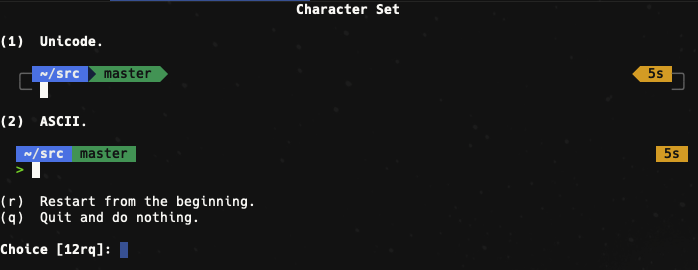 Character Set
(1) Unicode.
~/src master 5s
(2) ASCII.
~/src master 5s
>
(r) Restart from the beginning.
(q) Quit and do nothing.
Choice [12rq]: